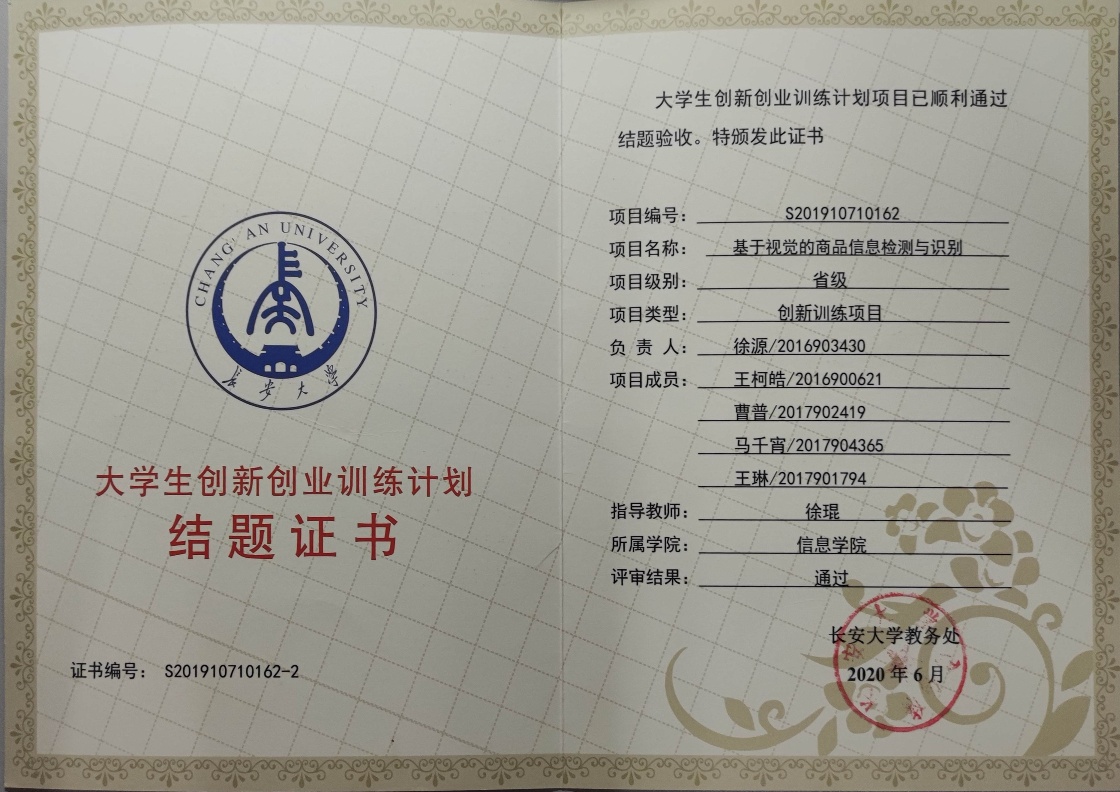 CHANG'AN UNIVERSITY
长安大学
大学生创新创业训练计划
结题证书
证书编号： S201910710162-2
大学生创新创业训练计划项目已顺利通过
结题验收。特颁发此证书
项目编号： S201910710162
项目名称： 基于视觉的商品信息检测与识别
项目级别： 省级
项目类型： 创新训练项目
负 责 人： 徐源/2016903430
项目成员： 王柯皓/2016900621
曹普/2017902419
马千宵/2017904365
王琳/2017901794
指导教师： 徐琨
所属学院： 信息学院
评审结果： 通过
长安大学教务处
2020 年 6 月